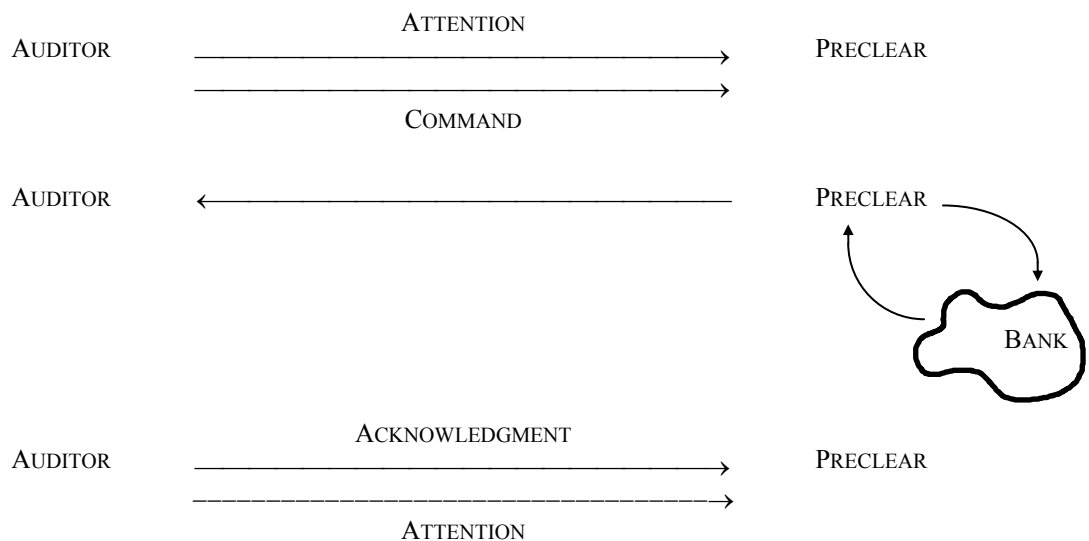 ATTENTION
AUDITOR PRECLEAR
COMMAND
AUDITOR PRECLEAR
BANK
ACKNOWLEDGMENT
AUDITOR PRECLEAR
ATTENTION